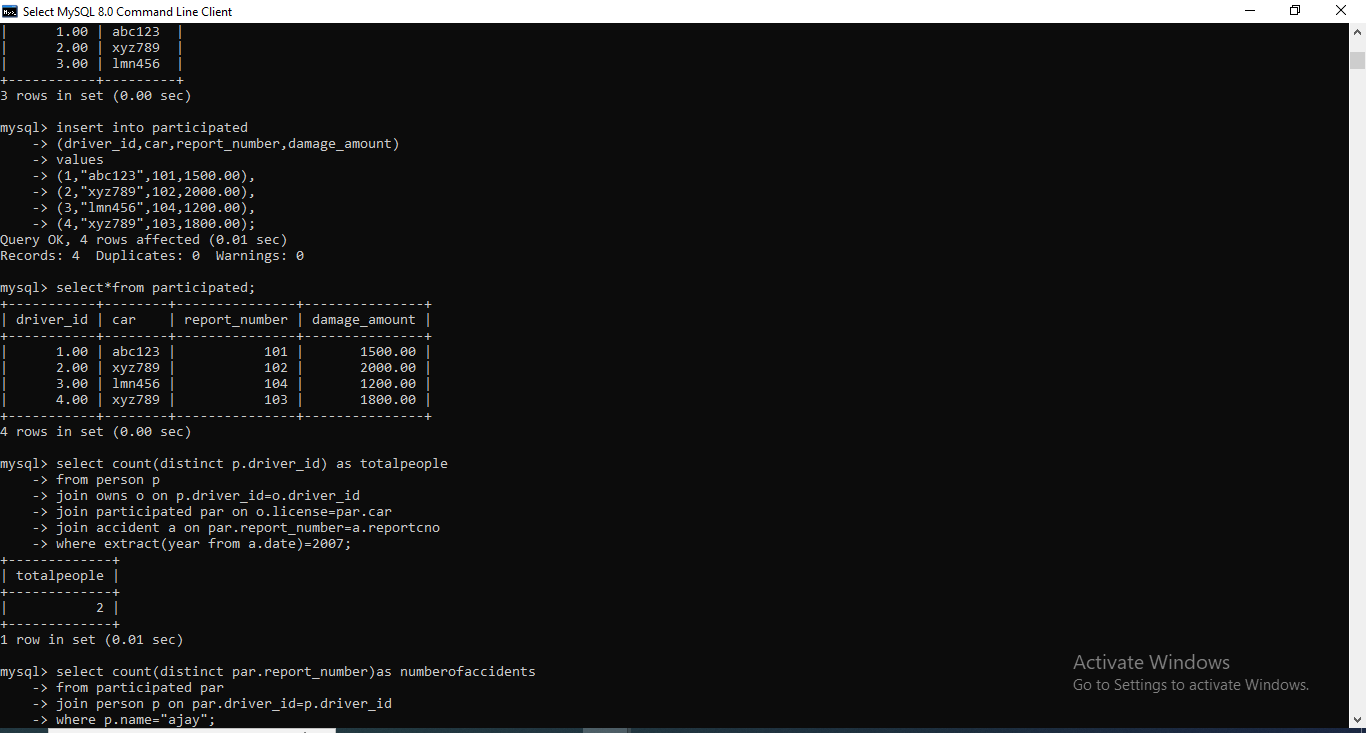 Select MySQL 8.0 Command Line Client
|       1.00 | abc123  |
|       2.00 | xyz789  |
|       3.00 | lmn456  |
+------------+---------+
3 rows in set (0.00 sec)
mysql> insert into participated
    -> (driver_id,car,report_number,damage_amount)
    -> values
    -> (1,"abc123",101,1500.00),
    -> (2,"xyz789",102,2000.00),
    -> (3,"lmn456",104,1200.00),
    -> (4,"xyz789",103,1800.00);
Query OK, 4 rows affected (0.01 sec)
Records: 4  Duplicates: 0  Warnings: 0
mysql> select*from participated;
+-----------+--------+---------------+---------------+
| driver_id | car    | report_number | damage_amount |
+-----------+--------+---------------+---------------+
|      1.00 | abc123 |           101 |       1500.00 |
|      2.00 | xyz789 |           102 |       2000.00 |
|      3.00 | lmn456 |           104 |       1200.00 |
|      4.00 | xyz789 |           103 |       1800.00 |
+-----------+--------+---------------+---------------+
4 rows in set (0.00 sec)
mysql> select count(distinct p.driver_id) as totalpeople
    -> from person p
    -> join owns o on p.driver_id=o.driver_id
    -> join participated par on o.license=par.car
    -> join accident a on par.report_number=a.reportcno
    -> where extract(year from a.date)=2007;
+-------------+
| totalpeople |
+-------------+
|           2 |
+-------------+
1 row in set (0.01 sec)
mysql> select count(distinct par.report_number)as numberofaccidents
    -> from participated par
    -> join person p on par.driver_id=p.driver_id
    -> where p.name="ajay";
Activate Windows
Go to Settings to activate Windows.